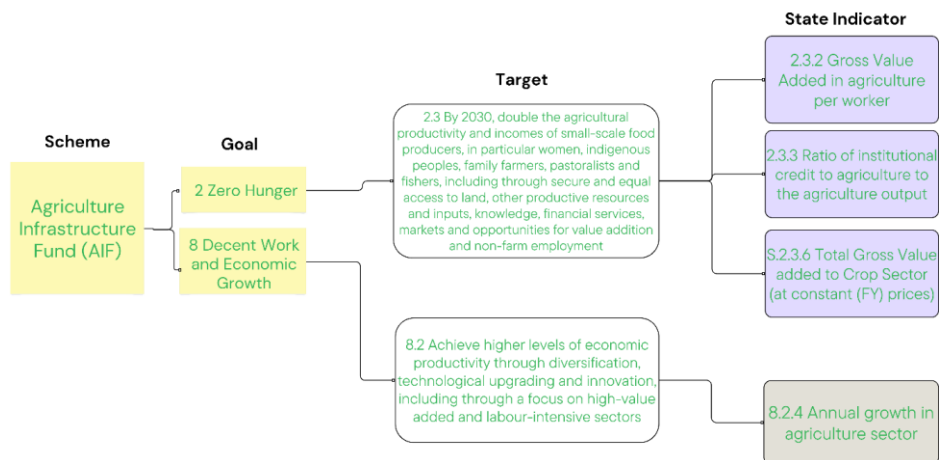 State Indicator
2.3.2 Gross Value
Added in agriculture
per worker
Target
2.3 By 2030, double the agricultural
productivity and incomes of small-scale food
producers, in particular women, indigenous
peoples, family farmers, pastoralists and
fishers, including through secure and equal
access to land, other productive resources
and inputs, knowledge, financial services,
markets and opportunities for value addition
and non-farm employment
Scheme
Goal
2.3.3 Ratio of institutional
credit to agriculture to
the agriculture output
Agriculture
Infrastructure
Fund (AIF)
2 Zero Hunger
8 Decent Work
and Economic
Growth
S.2.3.6 Total Gross Value
added to Crop Sector
(at constant (FY) prices)
8.2 Achieve higher levels of economic
productivity through diversification,
technological upgrading and innovation,
including through a focus on high-value
added and labour-intensive sectors
8.2.4 Annual growth in
agriculture sector